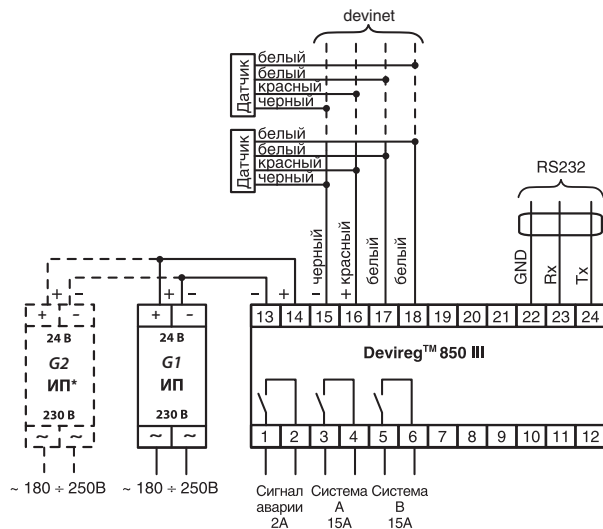 devinet
Датчик
белый
белый
красный
черный
Датчик
белый
белый
красный
черный
RS232
черный
красный
белый
белый
GND
Rx
Tx
+ − + − − + − +
+ − + − 13 14 15 16 17 18 19 20 21 22 23 24
24 В
G2
ИП*
230 В
~ ~
24 В
G1
ИП
230 В
~ ~
Devireg™ 850 III
1 2 3 4 5 6 7 8 9 10 11 12
~ 180 ÷ 250В
~ 180 ÷ 250В
Сигнал
аварии
2А
Система
А
15А
Система
В
15А